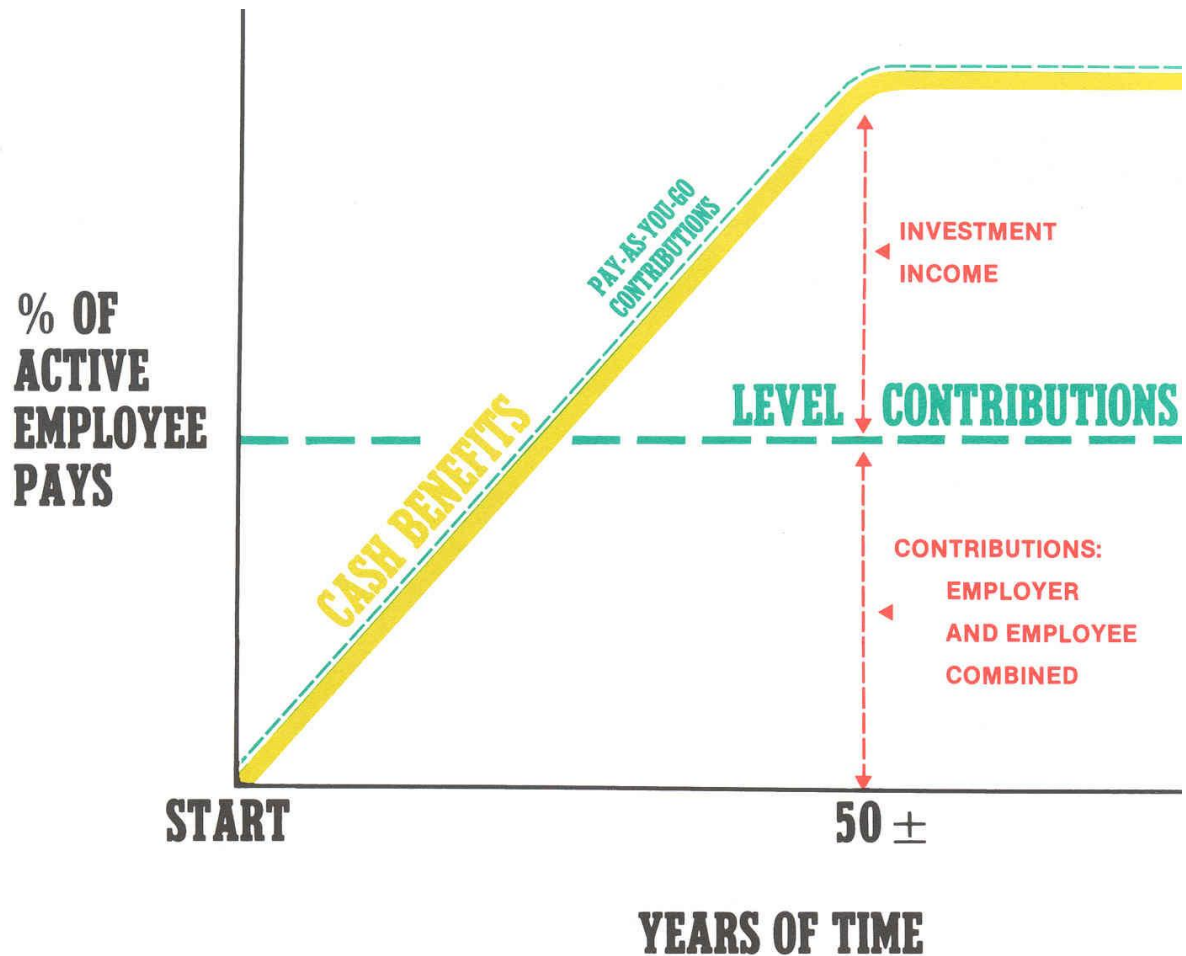 PAY-AS-YOU-GO
CONTRIBUTIONS
INVESTMENT
INCOME
% OF
ACTIVE
EMPLOYEE
PAYS
LEVEL CONTRIBUTIONS
CASH BENEFITS
CONTRIBUTIONS:
EMPLOYER
AND EMPLOYEE
COMBINED
START
50 ±
YEARS OF TIME